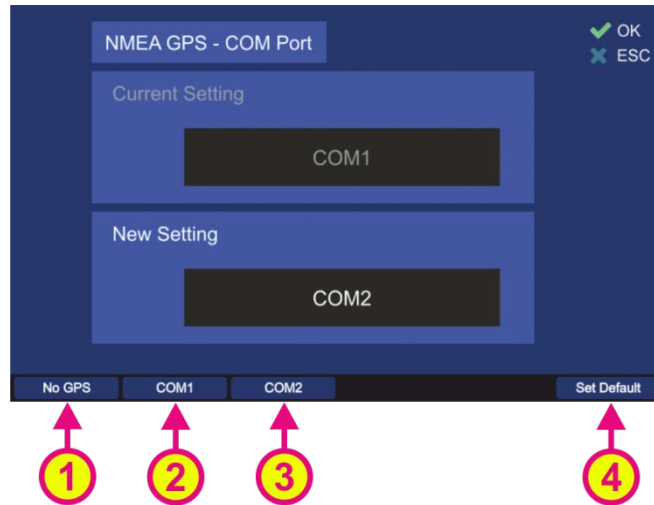 NMEA GPS - COM Port
OK
ESC
Current Setting
COM1
New Setting
COM2
No GPS COM1 COM2 Set Default
1 2 3 4